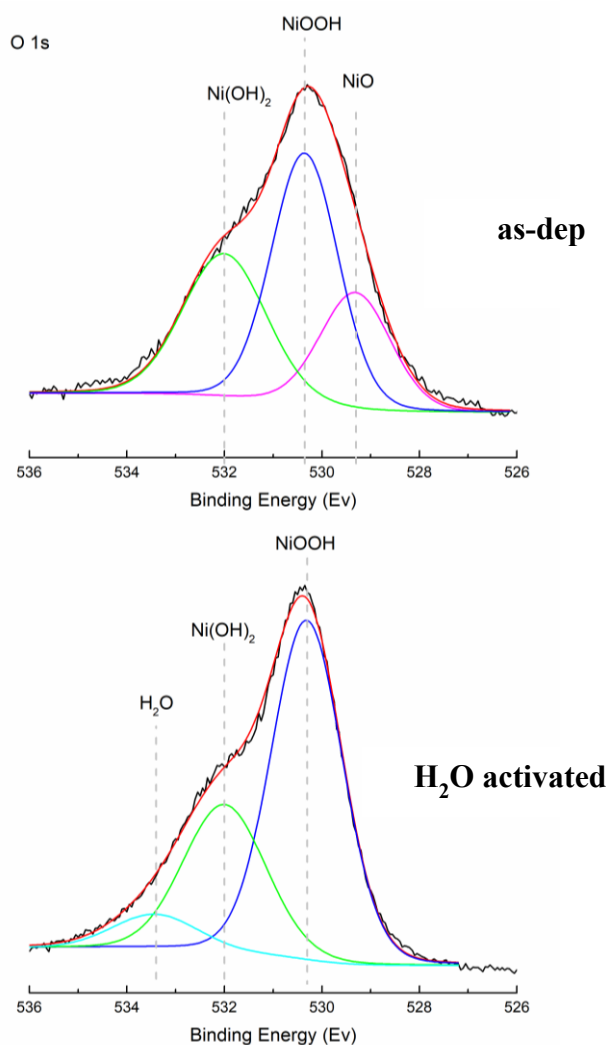 O 1s
NiOOH
Ni(OH)₂
NiO
as-dep
536 534 532 530 528 526
Binding Energy (Ev)
NiOOH
Ni(OH)₂
H₂O
H₂O activated
536 534 532 530 528 526
Binding Energy (Ev)